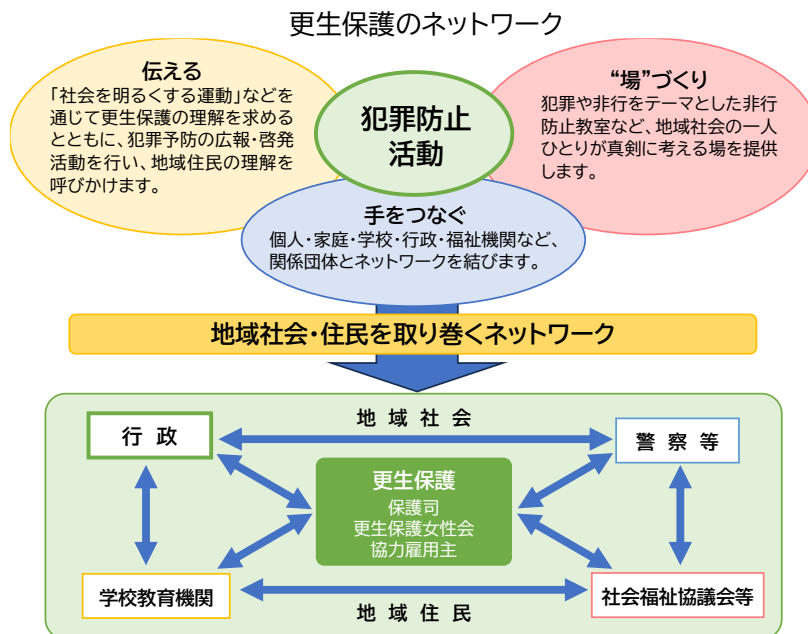 更生保護のネットワーク
伝える
「社会を明るくする運動」などを
通じて更生保護の理解を求める
とともに、犯罪予防の広報・啓発
活動を行い、地域住民の理解を
呼びかけます。
犯罪防止
活動
“場”づくり
犯罪や非行をテーマとした非行
防止教室など、地域社会の一人
ひとりが真剣に考える場を提供
します。
手をつなぐ
個人・家庭・学校・行政・福祉機関など、
関係団体とネットワークを結びます。
地域社会・住民を取り巻くネットワーク
地域社会
行政
警察等
更生保護
保護司
更生保護女性会
協力雇用主
学校教育機関
社会福祉協議会等
地域住民